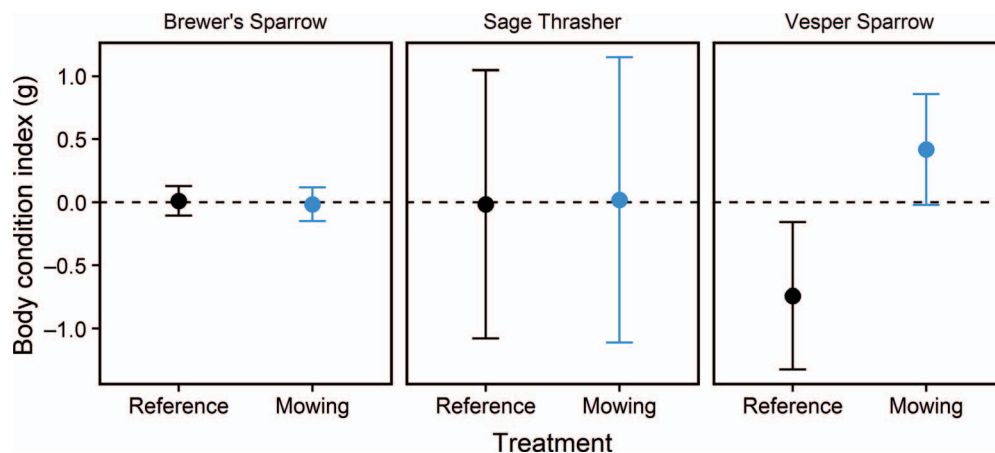 Brewer's Sparrow Sage Thrasher Vesper Sparrow
Body condition index (g)
1.0
0.5
0.0
–0.5
–1.0
Reference Mowing Reference Mowing Reference Mowing
Treatment